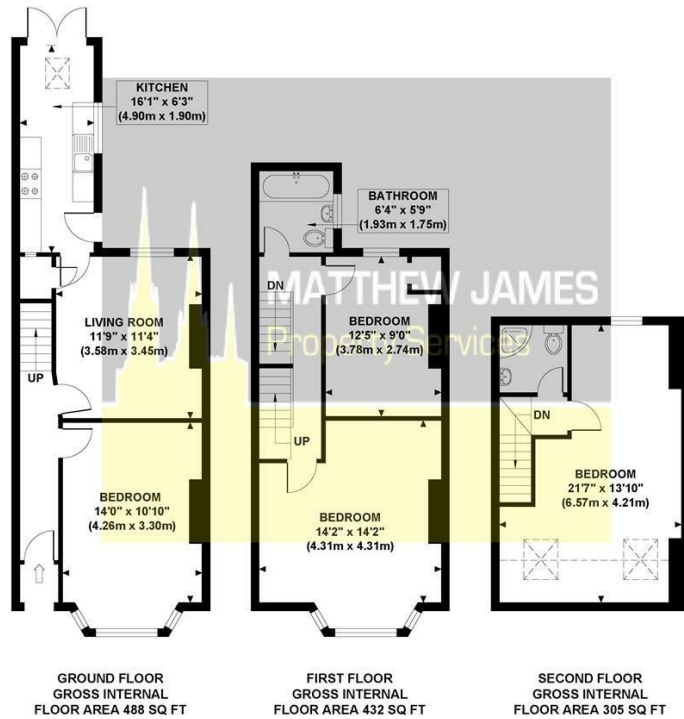 KITCHEN
16'1" x 6'3"
(4.90m x 1.90m)
LIVING ROOM
11'9" x 11'4"
(3.58m x 3.45m)
UP
BEDROOM
14'0" x 10'10"
(4.26m x 3.30m)
GROUND FLOOR
GROSS INTERNAL
FLOOR AREA 488 SQ FT
BATHROOM
6'4" x 5'9"
(1.93m x 1.75m)
DN
MATTHEW JAMES
Property Services
BEDROOM
12'5" x 9'0"
(3.78m x 2.74m)
UP
BEDROOM
14'2" x 14'2"
(4.31m x 4.31m)
FIRST FLOOR
GROSS INTERNAL
FLOOR AREA 432 SQ FT
DN
BEDROOM
21'7" x 13'10"
(6.57m x 4.21m)
SECOND FLOOR
GROSS INTERNAL
FLOOR AREA 305 SQ FT